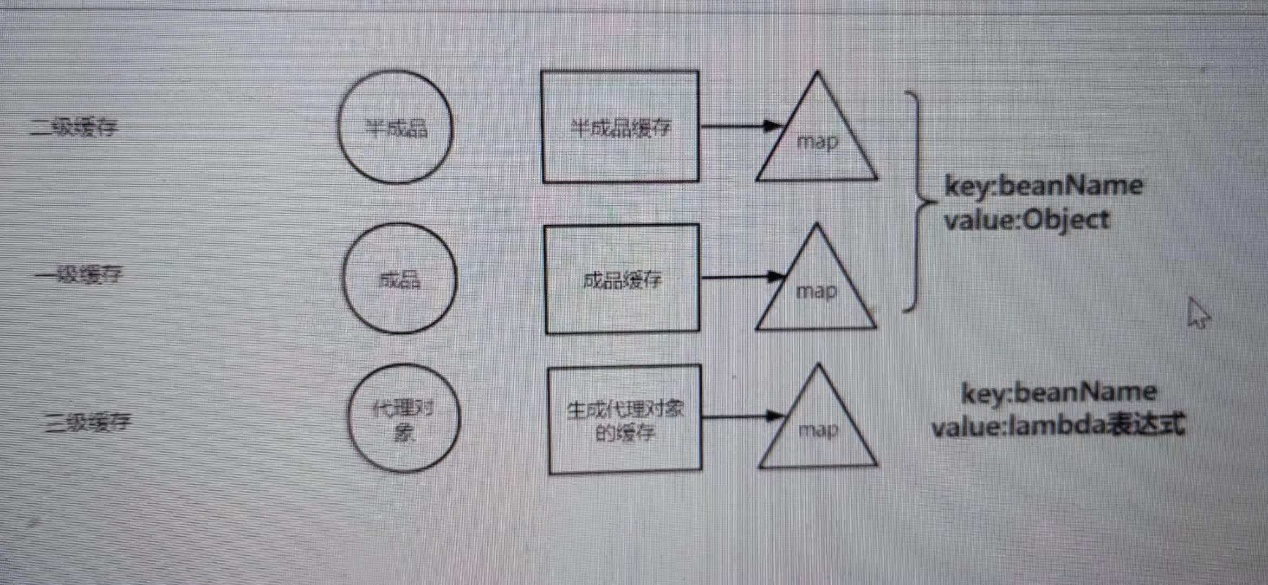 二级缓存
半成品
半成品缓存
map
key:beanName
value:Object
一级缓存
成品
成品缓存
map
三级缓存
代理对
象
生成代理对象
的缓存
map
key:beanName
value:lambda表达式